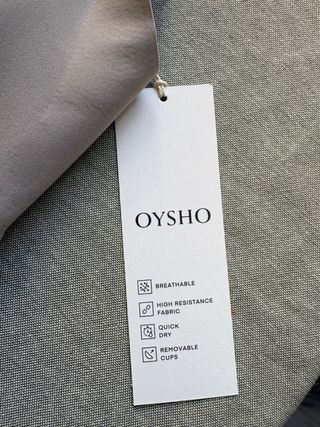 OYSHO
BREATHABLE
HIGH RESISTANCE
FABRIC
QUICK
DRY
REMOVABLE
CUPS